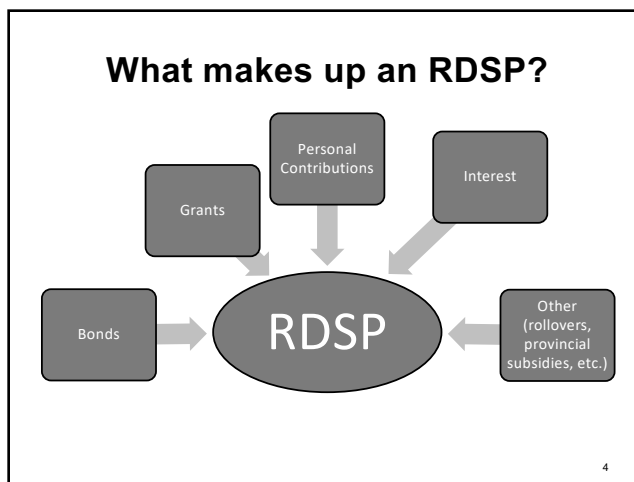 What makes up an RDSP?
Personal
Contributions
Interest
Grants
Bonds
RDSP
Other
(rollovers,
provincial
subsidies, etc.)
4